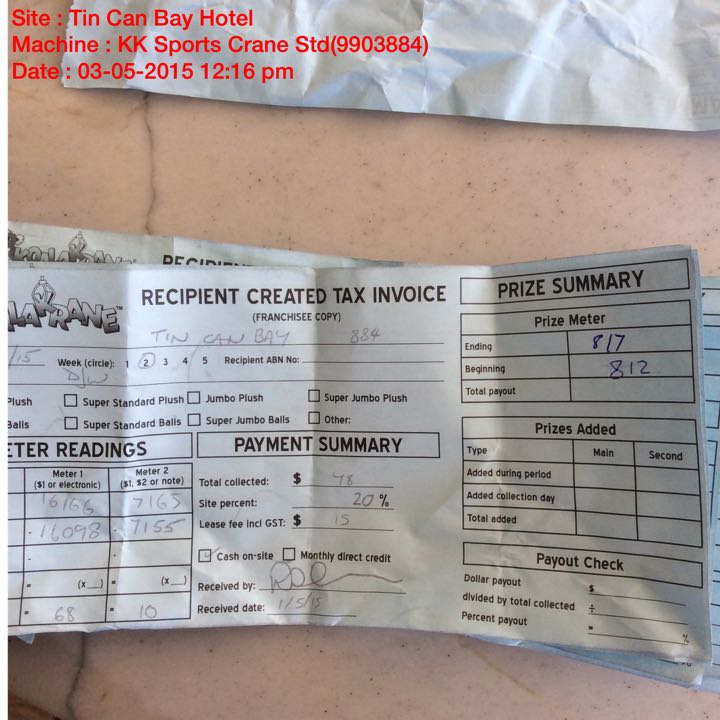 Site : Tin Can Bay Hotel
Machine : KK Sports Crane Std(9903884)
Date : 03-05-2015 12:16 pm
RECIPIENT CREATED TAX INVOICE
(FRANCHISEE COPY)
TIN CAN BAY 884
/15 Week (circle): 1 2 3 4 5 Recipient ABN No:
D/W
Plush Super Standard Plush Jumbo Plush Super Jumbo Plush
Balls Super Standard Balls Super Jumbo Balls Other:
METER READINGS
Meter 1 Meter 2
($1 or electronic) ($1, $2 or note)
16166 7165
16098 7155
= (x__) = (x__)
= 68 = 10
PAYMENT SUMMARY
Total collected: $ 48
Site percent: 20 %
Lease fee incl GST: $ 15
Cash on-site Monthly direct credit
Received by:
Received date: 1/5/15
PRIZE SUMMARY
Prize Meter
Ending 817
Beginning 812
Total payout
Prizes Added
Type Main Second
Added during period
Added collection day
Total added
Payout Check
Dollar payout $
divided by total collected ÷
Percent payout = %